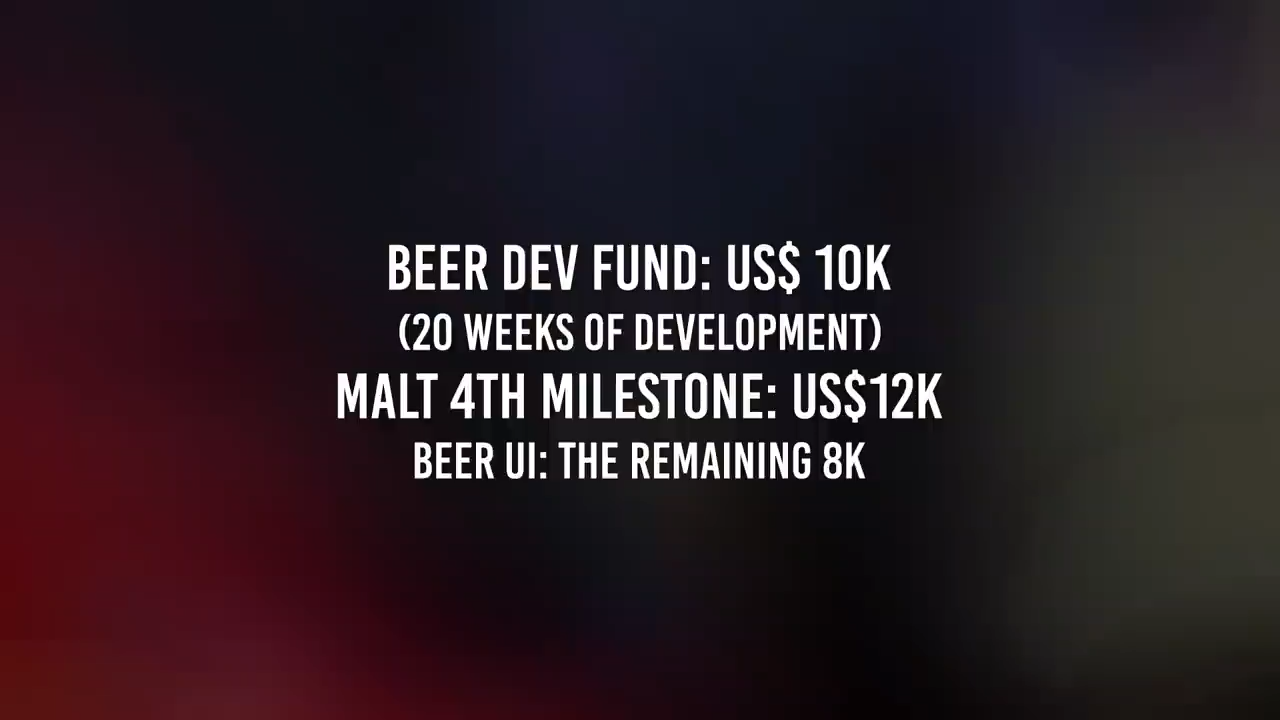 BEER DEV FUND: US$ 10K
(20 WEEKS OF DEVELOPMENT)
MALT 4TH MILESTONE: US$12K
BEER UI: THE REMAINING 8K